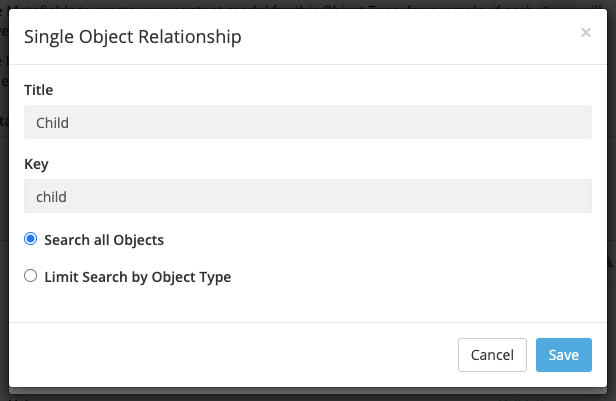 Single Object Relationship
×
Title
Child
Key
child
Search all Objects
Limit Search by Object Type
Cancel
Save